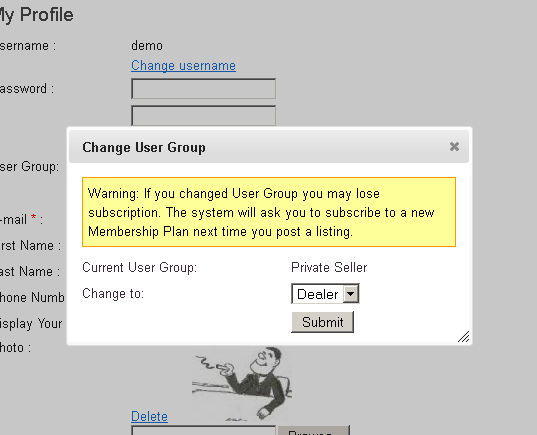 My Profile
sername :
demo
Change username
assword :
Change User Group
ser Group:
Warning: If you changed User Group you may lose
subscription. The system will ask you to subscribe to a new
Membership Plan next time you post a listing.
-mail * :
irst Name :
Current User Group:
Private Seller
ast Name :
Change to:
Dealer
hone Numb
isplay Your
Submit
hoto :
Delete
Browse